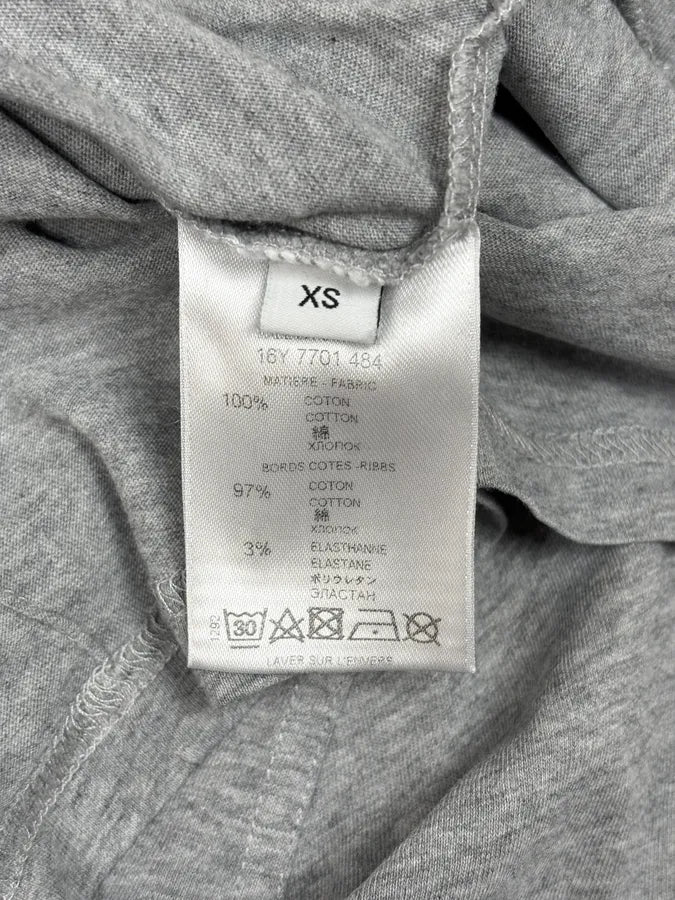 XS
16Y 7701 484
MATIERE - FABRIC
100% COTON
COTTON
綿
ХЛОПОК
BORDS COTES -RIBBS
97% COTON
COTTON
綿
ХЛОПОК
3% ELASTHANNE
ELASTANE
ポリウレタン
ЭЛАСТАН
1292
30
LAVER SUR L'ENVERS